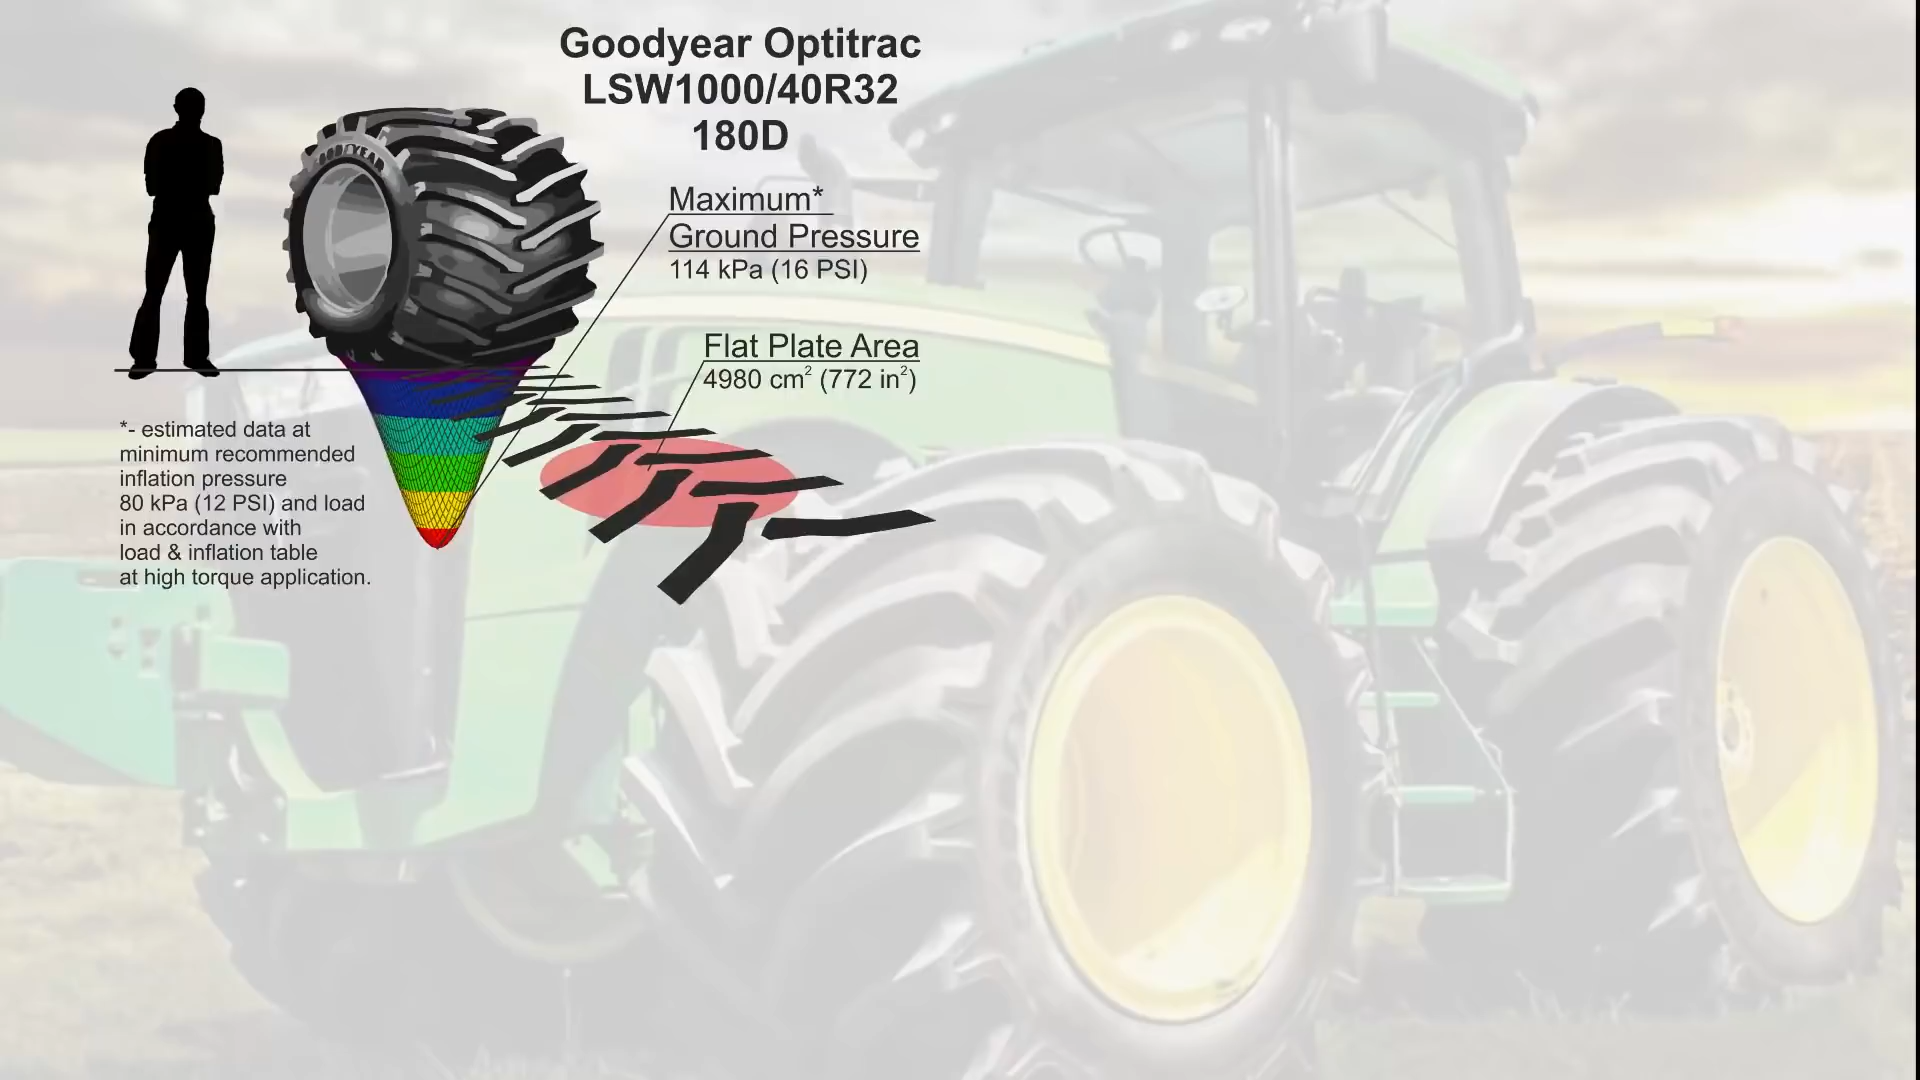 Goodyear Optitrac
LSW1000/40R32
180D
GOODYEAR
Maximum*
Ground Pressure
114 kPa (16 PSI)
Flat Plate Area
4980 cm² (772 in²)
*- estimated data at
minimum recommended
inflation pressure
80 kPa (12 PSI) and load
in accordance with
load & inflation table
at high torque application.